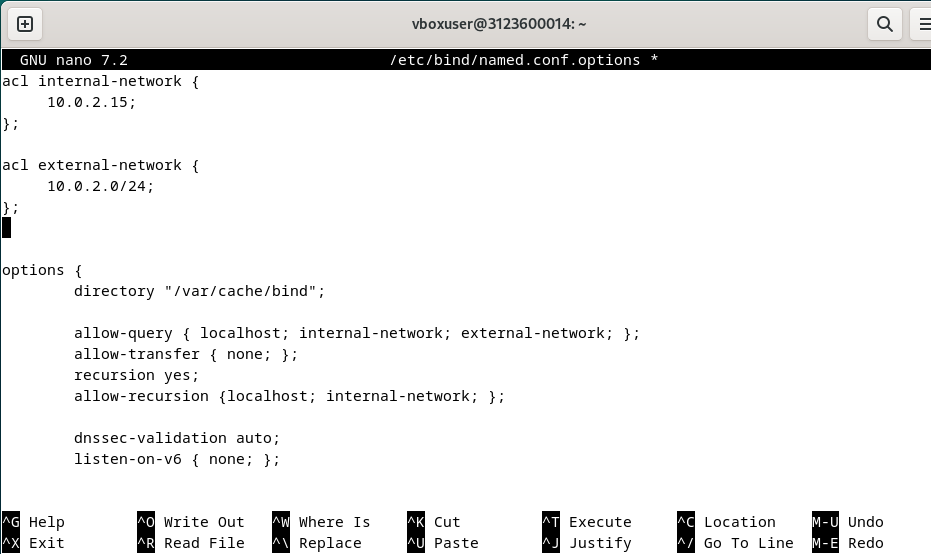 vboxuser@3123600014: ~
GNU nano 7.2 /etc/bind/named.conf.options *
acl internal-network {
     10.0.2.15;
};

acl external-network {
     10.0.2.0/24;
};

options {
        directory "/var/cache/bind";

        allow-query { localhost; internal-network; external-network; };
        allow-transfer { none; };
        recursion yes;
        allow-recursion {localhost; internal-network; };

        dnssec-validation auto;
        listen-on-v6 { none; };

^G Help ^O Write Out ^W Where Is ^K Cut ^T Execute ^C Location M-U Undo
^X Exit ^R Read File ^\ Replace ^U Paste ^J Justify ^/ Go To Line M-E Redo